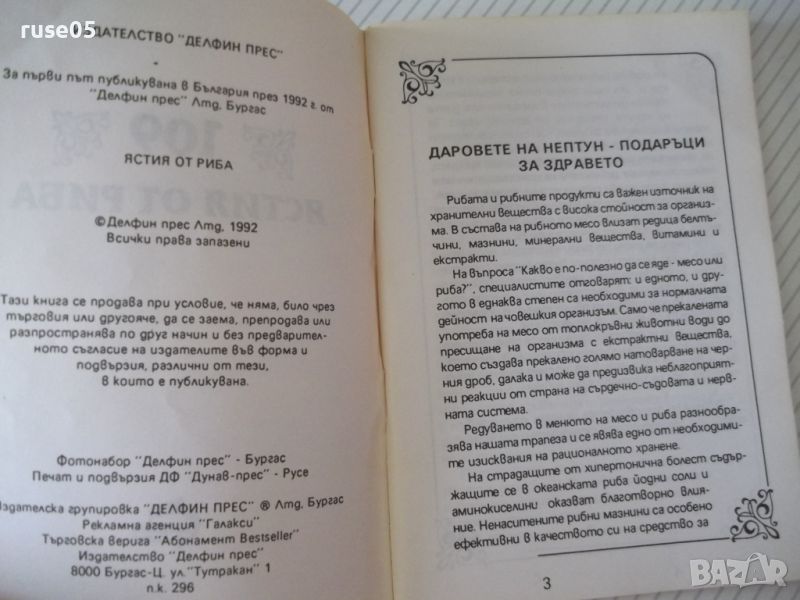 ruse05
ИЗДАТЕЛСТВО "ДЕЛФИН ПРЕС"
За първи път публикувана в България през 1992 г. от
"Делфин прес" Лтд, Бургас
ЯСТИЯ ОТ РИБА
©Делфин прес Лтд, 1992
Всички права запазени
Тази книга се продава при условие, че няма, било чрез
търговия или другояче, да се заема, препродава или
разпространява по друг начин и без предварител-
ното съгласие на издателите във форма и
подвързия, различни от тези,
в които е публикувана.
Фотонабор "Делфин прес" - Бургас
Печат и подвързия ДФ "Дунав-прес" - Русе
Издателска групировка "ДЕЛФИН ПРЕС" ® Лтд, Бургас
Рекламна агенция "Галакси"
Търговска верига "Абонамент Bestseller"
Издателство "Делфин прес"
8000 Бургас-Ц, ул."Тутракан" 1
п.к. 296
100
ЯСТИЯ ОТ РИБА
ДАРОВЕТЕ НА НЕПТУН - ПОДАРЪЦИ
ЗА ЗДРАВЕТО
Рибата и рибните продукти са важен източник на
хранителни вещества с висока стойност за организ-
ма. В състава на рибното месо влизат редица белтъ-
чини, мазнини, минерални вещества, витамини и
екстракти.
На въпроса "Какво е по-полезно да се яде - месо или
риба?", специалистите отговарят: и едното, и дру-
гото в еднаква степен са необходими за нормалната
дейност на човешкия организъм. Само че прекалената
употреба на месо от топлокръвни животни води до
пресищане на организма с екстрактни вещества,
което създава прекалено голямо натоварване на чер-
ния дроб, далака и може да предизвика неблагоприят-
ни реакции от страна на сърдечно-съдовата и нерв-
ната система.
Редуването в менюто на месо и риба разнообра-
зява нашата трапеза и се явява едно от необходими-
те изисквания на рационалното хранене.
На страдащите от хипертонична болест съдър-
жащите се в океанската риба йодни соли и
аминокиселини оказват благотворно влия-
ние. Ненаситените рибни мазнини са особено
ефективни в качеството си на средство за
3
BAZAR